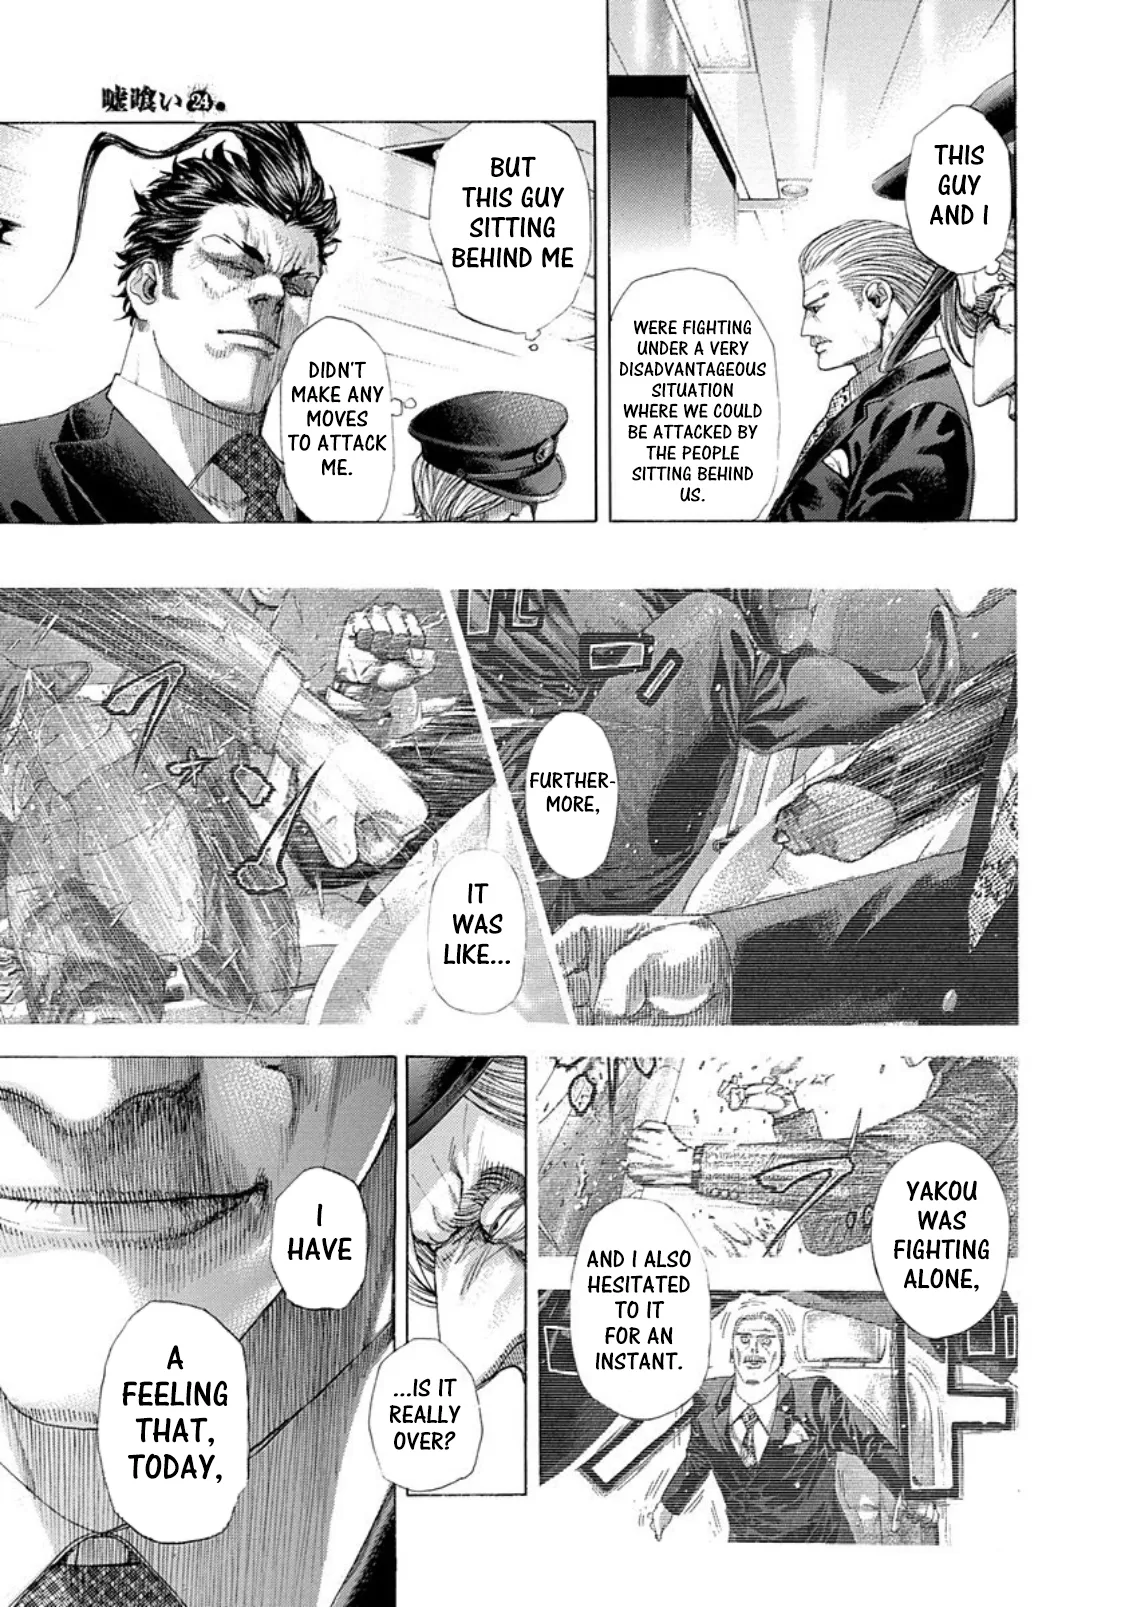 嘘喰い 24
THIS
GUY
AND I
WERE FIGHTING
UNDER A VERY
DISADVANTAGEOUS
SITUATION
WHERE WE COULD
BE ATTACKED BY
THE PEOPLE
SITTING BEHIND
US.
BUT
THIS GUY
SITTING
BEHIND ME
DIDN'T
MAKE ANY
MOVES
TO ATTACK
ME.
FURTHER-
MORE,
IT
WAS
LIKE...
YAKOU
WAS
FIGHTING
ALONE,
AND I ALSO
HESITATED
TO IT
FOR AN
INSTANT.
...IS IT
REALLY
OVER?
I
HAVE
A
FEELING
THAT,
TODAY,